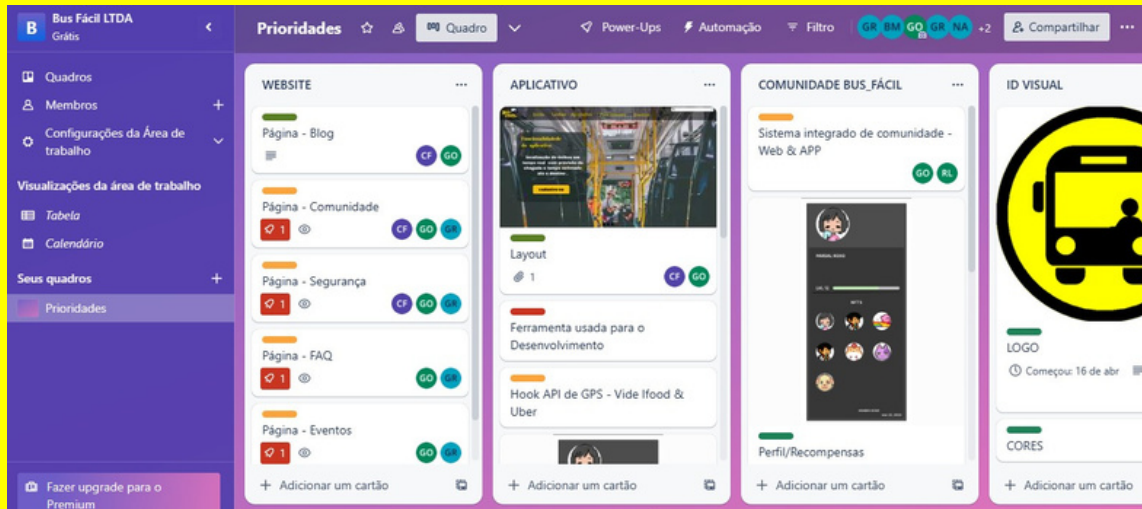 B
Bus Fácil LTDA
Grátis
Quadros
Membros
Configurações da Área de
trabalho
Visualizações da área de trabalho
Tabela
Calendário
Seus quadros
Prioridades
Fazer upgrade para o
Premium
Prioridades
Quadro
Power-Ups
Automação
Filtro
GR BM GO GR NA +2
Compartilhar
WEBSITE
Página - Blog
CF GO
Página - Comunidade
1 CF GO GR
Página - Segurança
1 CF GO GR
Página - FAQ
1 GO GR
Página - Eventos
1 GO GR
+ Adicionar um cartão
APLICATIVO
Layout
1 CF GO
Ferramenta usada para o
Desenvolvimento
Hook API de GPS - Vide Ifood &
Uber
+ Adicionar um cartão
COMUNIDADE BUS_FÁCIL
Sistema integrado de comunidade -
Web & APP
GO RL
Perfil/Recompensas
+ Adicionar um cartão
ID VISUAL
LOGO
Começou: 16 de abr
CORES
+ Adicionar um cartão